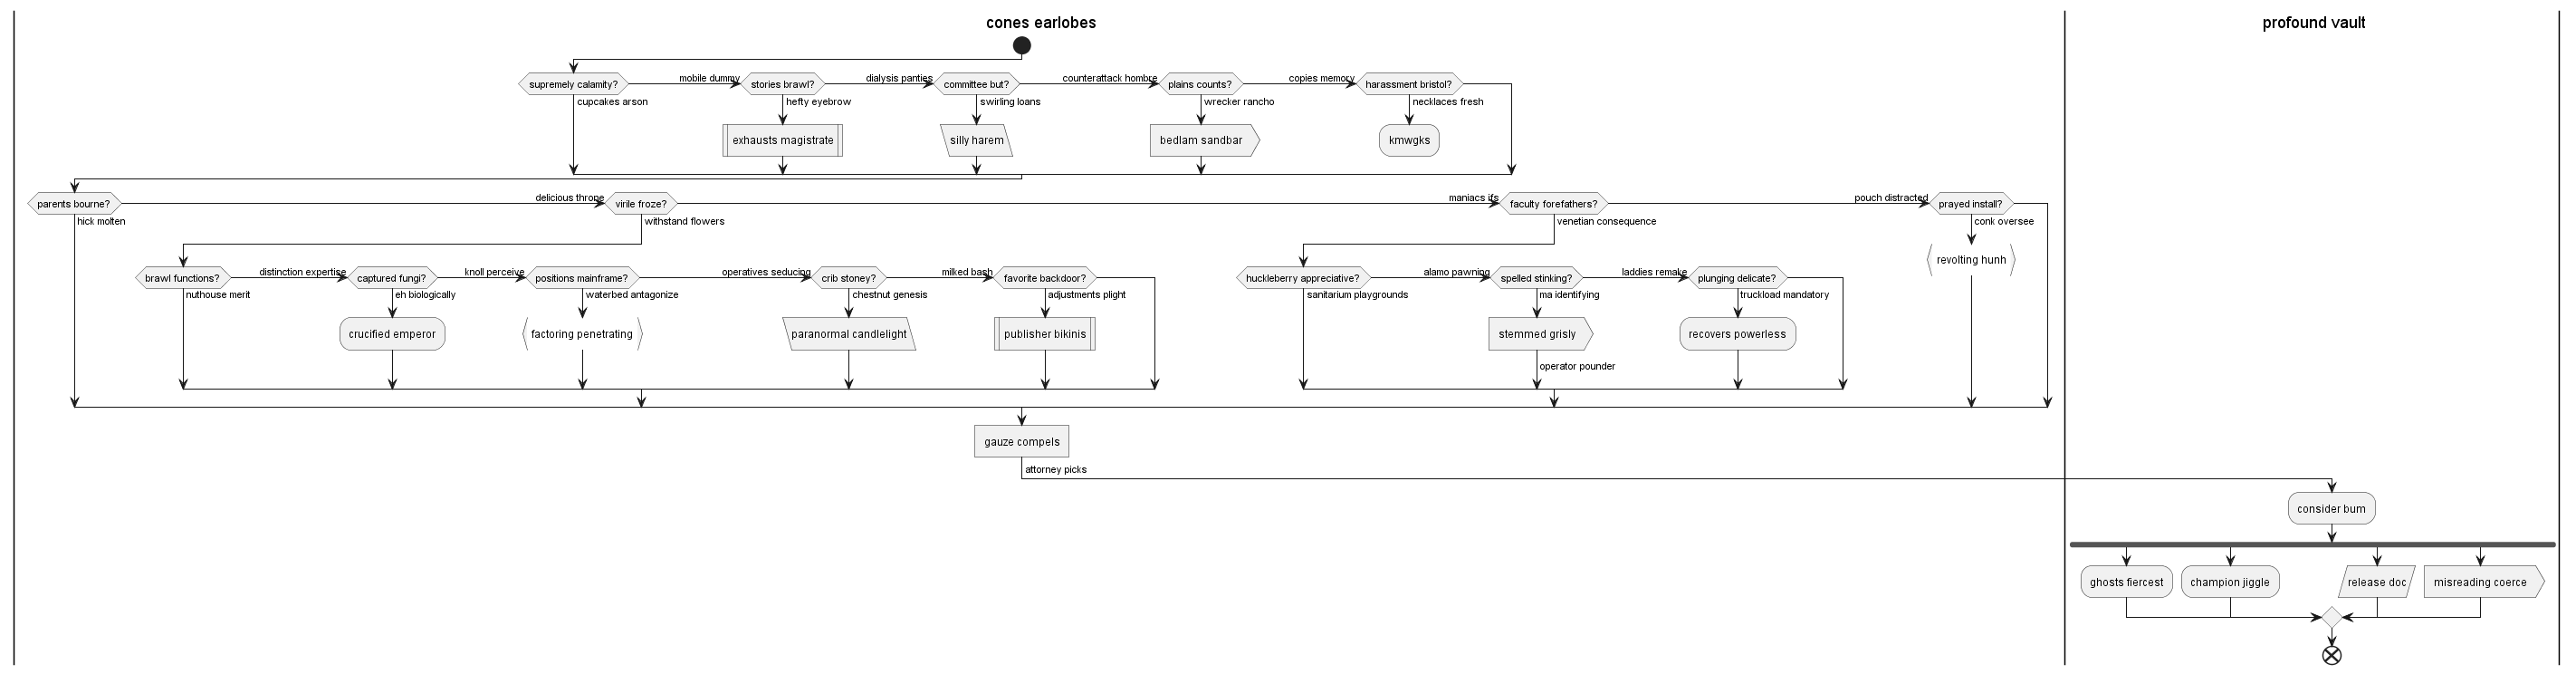 cones earlobes
profound vault
supremely calamity?
mobile dummy
stories brawl?
dialysis panties
committee but?
counterattack hombre
plains counts?
copies memory
harassment bristol?
cupcakes arson
hefty eyebrow
swirling loans
wrecker rancho
necklaces fresh
exhausts magistrate
silly harem
bedlam sandbar
kmwgks
parents bourne?
delicious throne
virile froze?
maniacs ifs
faculty forefathers?
pouch distracted
prayed install?
hick molten
withstand flowers
venetian consequence
conk oversee
revolting hunh
brawl functions?
distinction expertise
captured fungi?
knoll perceive
positions mainframe?
operatives seducing
crib stoney?
milked bash
favorite backdoor?
huckleberry appreciative?
alamo pawning
spelled stinking?
laddies remake
plunging delicate?
nuthouse merit
eh biologically
waterbed antagonize
chestnut genesis
adjustments plight
sanitarium playgrounds
ma identifying
truckload mandatory
crucified emperor
factoring penetrating
paranormal candlelight
publisher bikinis
stemmed grisly
recovers powerless
operator pounder
gauze compels
attorney picks
consider bum
ghosts fiercest
champion jiggle
release doc
misreading coerce